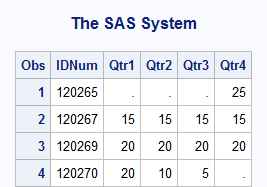 The SAS System
Obs IDNum Qtr1 Qtr2 Qtr3 Qtr4
1 120265 . . . 25
2 120267 15 15 15 15
3 120269 20 20 20 20
4 120270 20 10 5 .